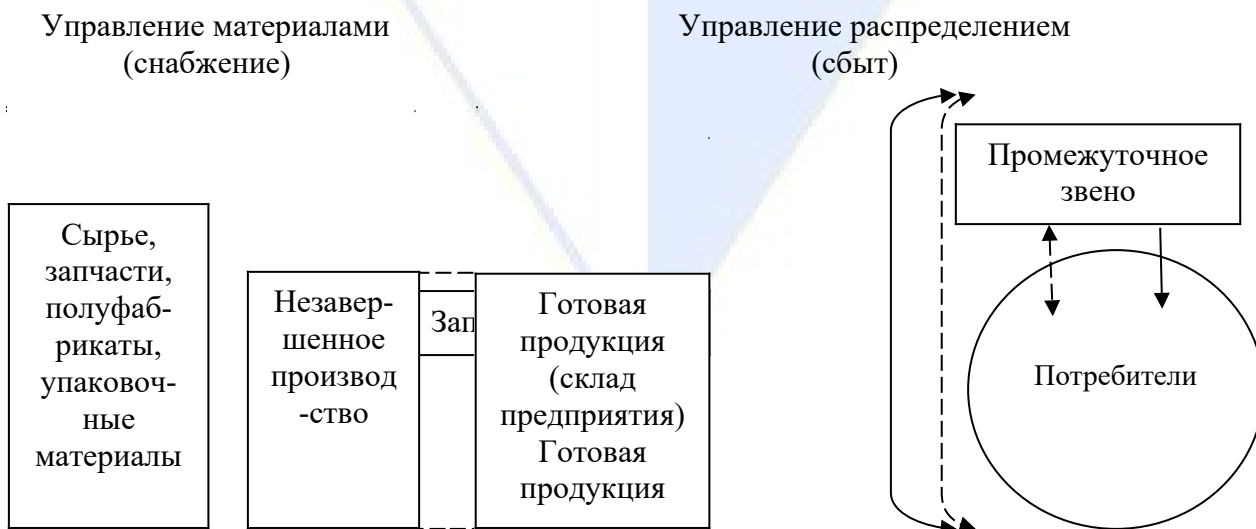 Управление материалами
(снабжение)
Управление распределением
(сбыт)
Промежуточное
звено
Сырье,
запчасти,
полуфаб-
рикаты,
упаковоч-
ные
материалы
Незавер-
шенное
производ
-ство
Готовая
продукция
(склад
предприятия)
Готовая
продукция
Потребители